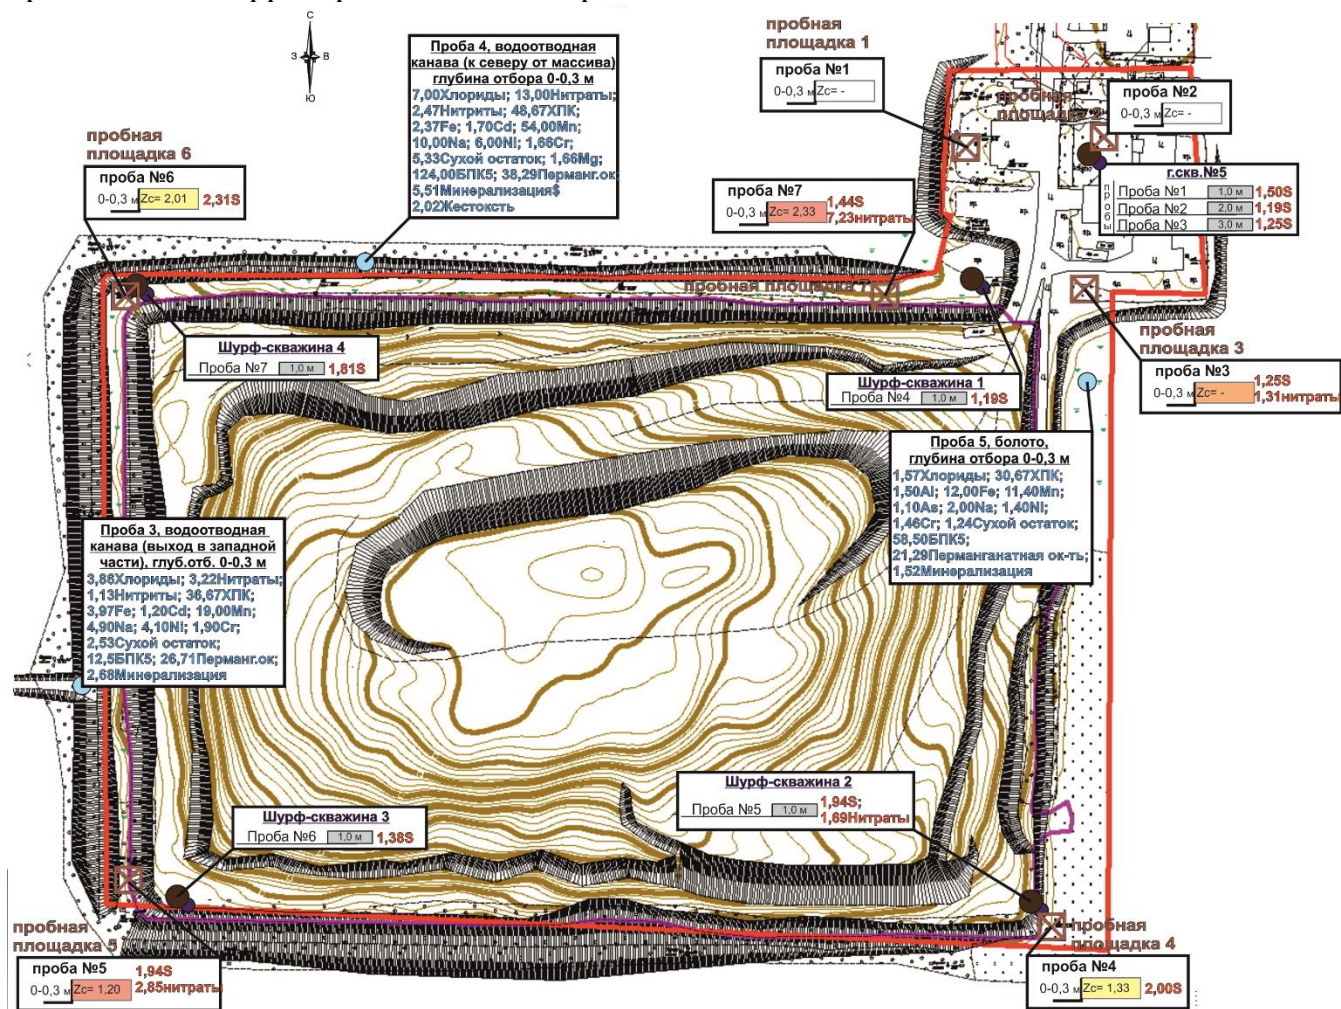 С
З В
Ю
пробная
площадка 1
проба №1
0-0,3 м Zc= -
Проба 4, водоотводная
канава (к северу от массива)
глубина отбора 0-0,3 м
7,00Хлориды; 13,00Нитраты;
2,47Нитриты; 48,67ХПК;
2,37Fe; 1,70Cd; 54,00Mn;
10,00Na; 6,00Ni; 1,66Cr;
5,33Сухой остаток; 1,66Mg;
124,00БПК5; 38,29Перманг.ок;
5,51Минерализация$
2,02Жестоксть
проба №2
0-0,3 м Zc= -
г.скв.№5
пробы
Проба №1 1,0 м 1,50S
Проба №2 2,0 м 1,19S
Проба №3 3,0 м 1,25S
пробная
площадка 6
проба №6
0-0,3 м Zc= 2,01 2,31S
проба №7
0-0,3 м Zc= 2,33 1,44S
7,23нитраты
пробная площадка 7
пробная
площадка 3
проба №3
0-0,3 м Zc= - 1,25S
1,31нитраты
Шурф-скважина 4
Проба №7 1,0 м 1,81S
Шурф-скважина 1
Проба №4 1,0 м 1,19S
Проба 5, болото,
глубина отбора 0-0,3 м
1,57Хлориды; 30,67ХПК;
1,50Al; 12,00Fe; 11,40Mn;
1,10As; 2,00Na; 1,40Ni;
1,46Cr; 1,24Сухой остаток;
58,50БПК5;
21,29Перманганатная ок-ть;
1,52Минерализация
Проба 3, водоотводная
канава (выход в западной
части), глуб.отб. 0-0,3 м
3,86Хлориды; 3,22Нитраты;
1,13Нитриты; 36,67ХПК;
3,97Fe; 1,20Cd; 19,00Mn;
4,90Na; 4,10Ni; 1,90Cr;
2,53Сухой остаток;
12,5БПК5; 26,71Перманг.ок;
2,68Минерализация
Шурф-скважина 2
Проба №5 1,0 м 1,94S;
1,69Нитраты
Шурф-скважина 3
Проба №6 1,0 м 1,38S
пробная
площадка 5
проба №5
0-0,3 м Zc= 1,20 1,94S
2,85нитраты
пробная
площадка 4
проба №4
0-0,3 м Zc= 1,33 2,00S